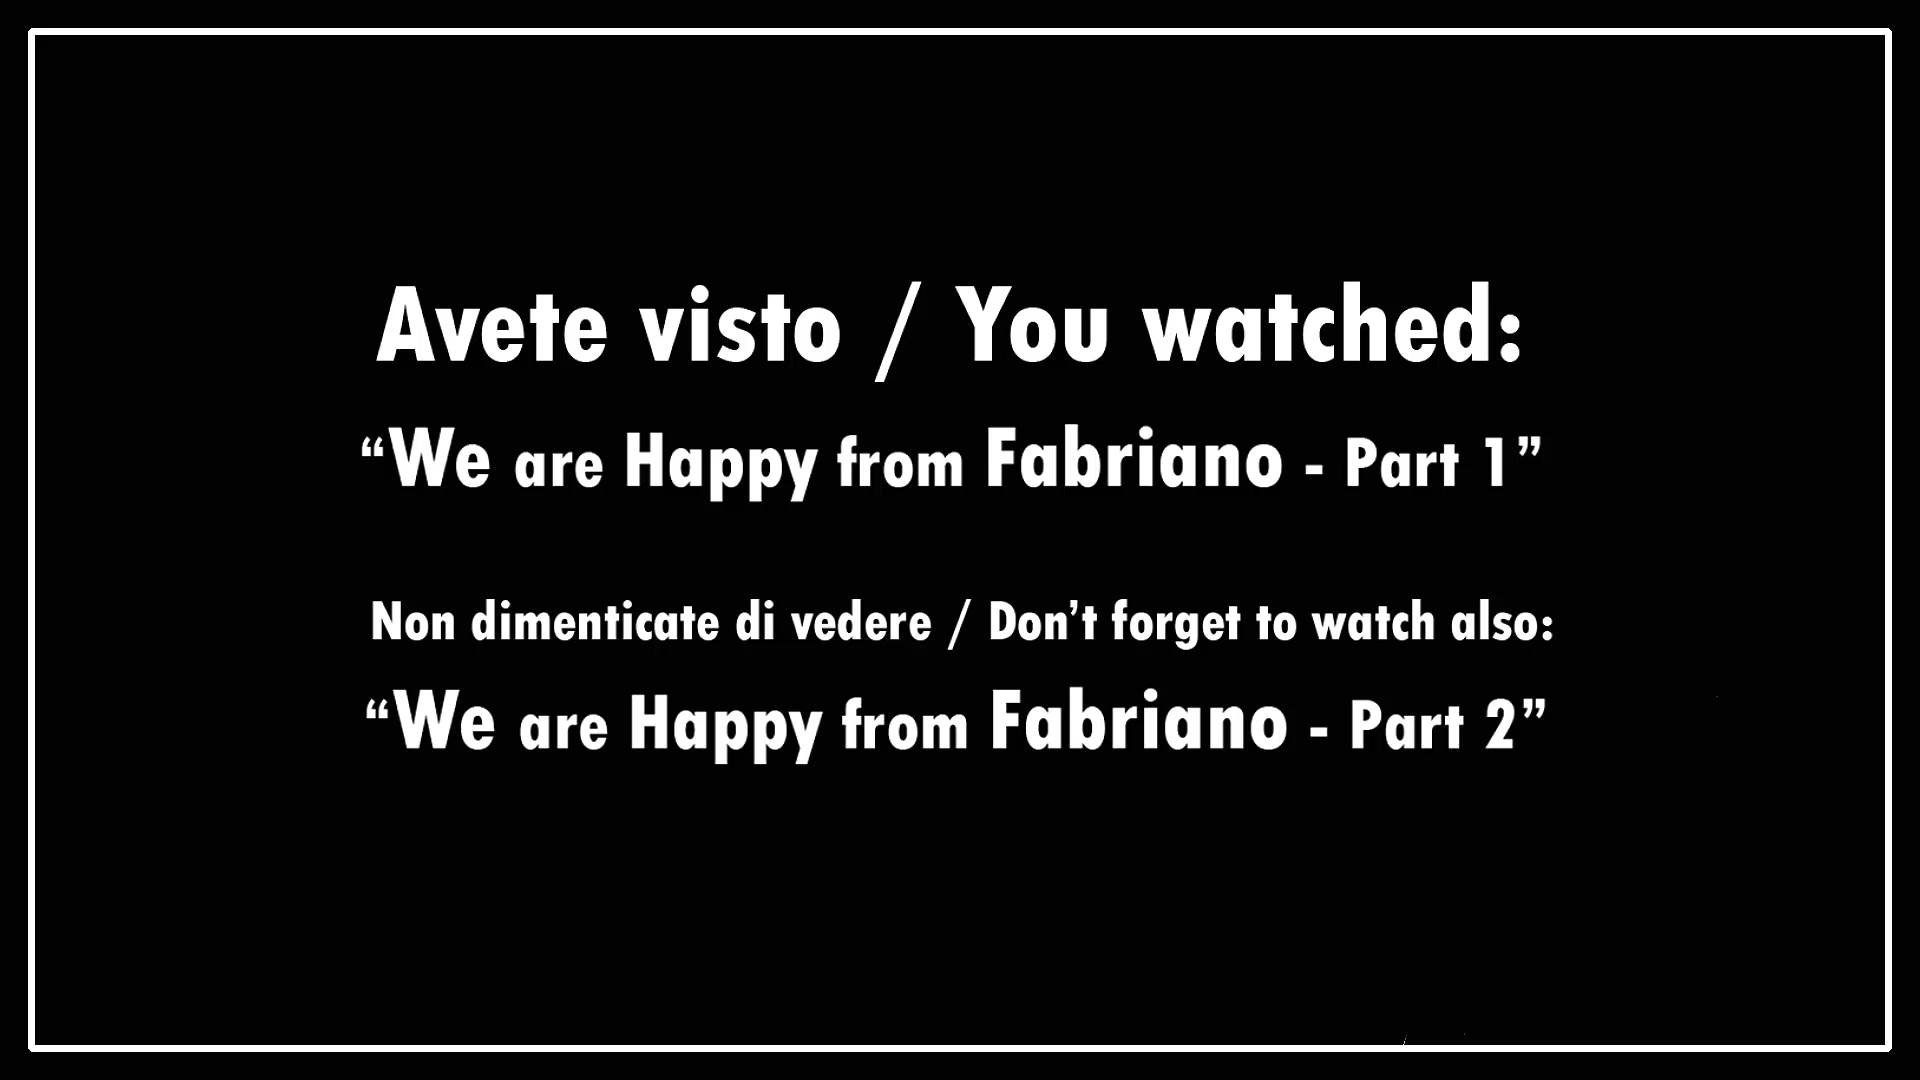 Avete visto / You watched:
“We are Happy from Fabriano - Part 1”
Non dimenticate di vedere / Don’t forget to watch also:
“We are Happy from Fabriano - Part 2”